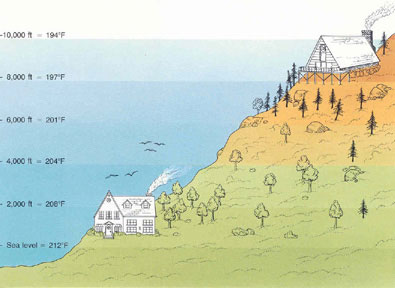 10,000 ft = 194°F
8,000 ft = 197°F
6,000 ft = 201°F
4,000 ft = 204°F
2,000 ft = 208°F
Sea level = 212°F